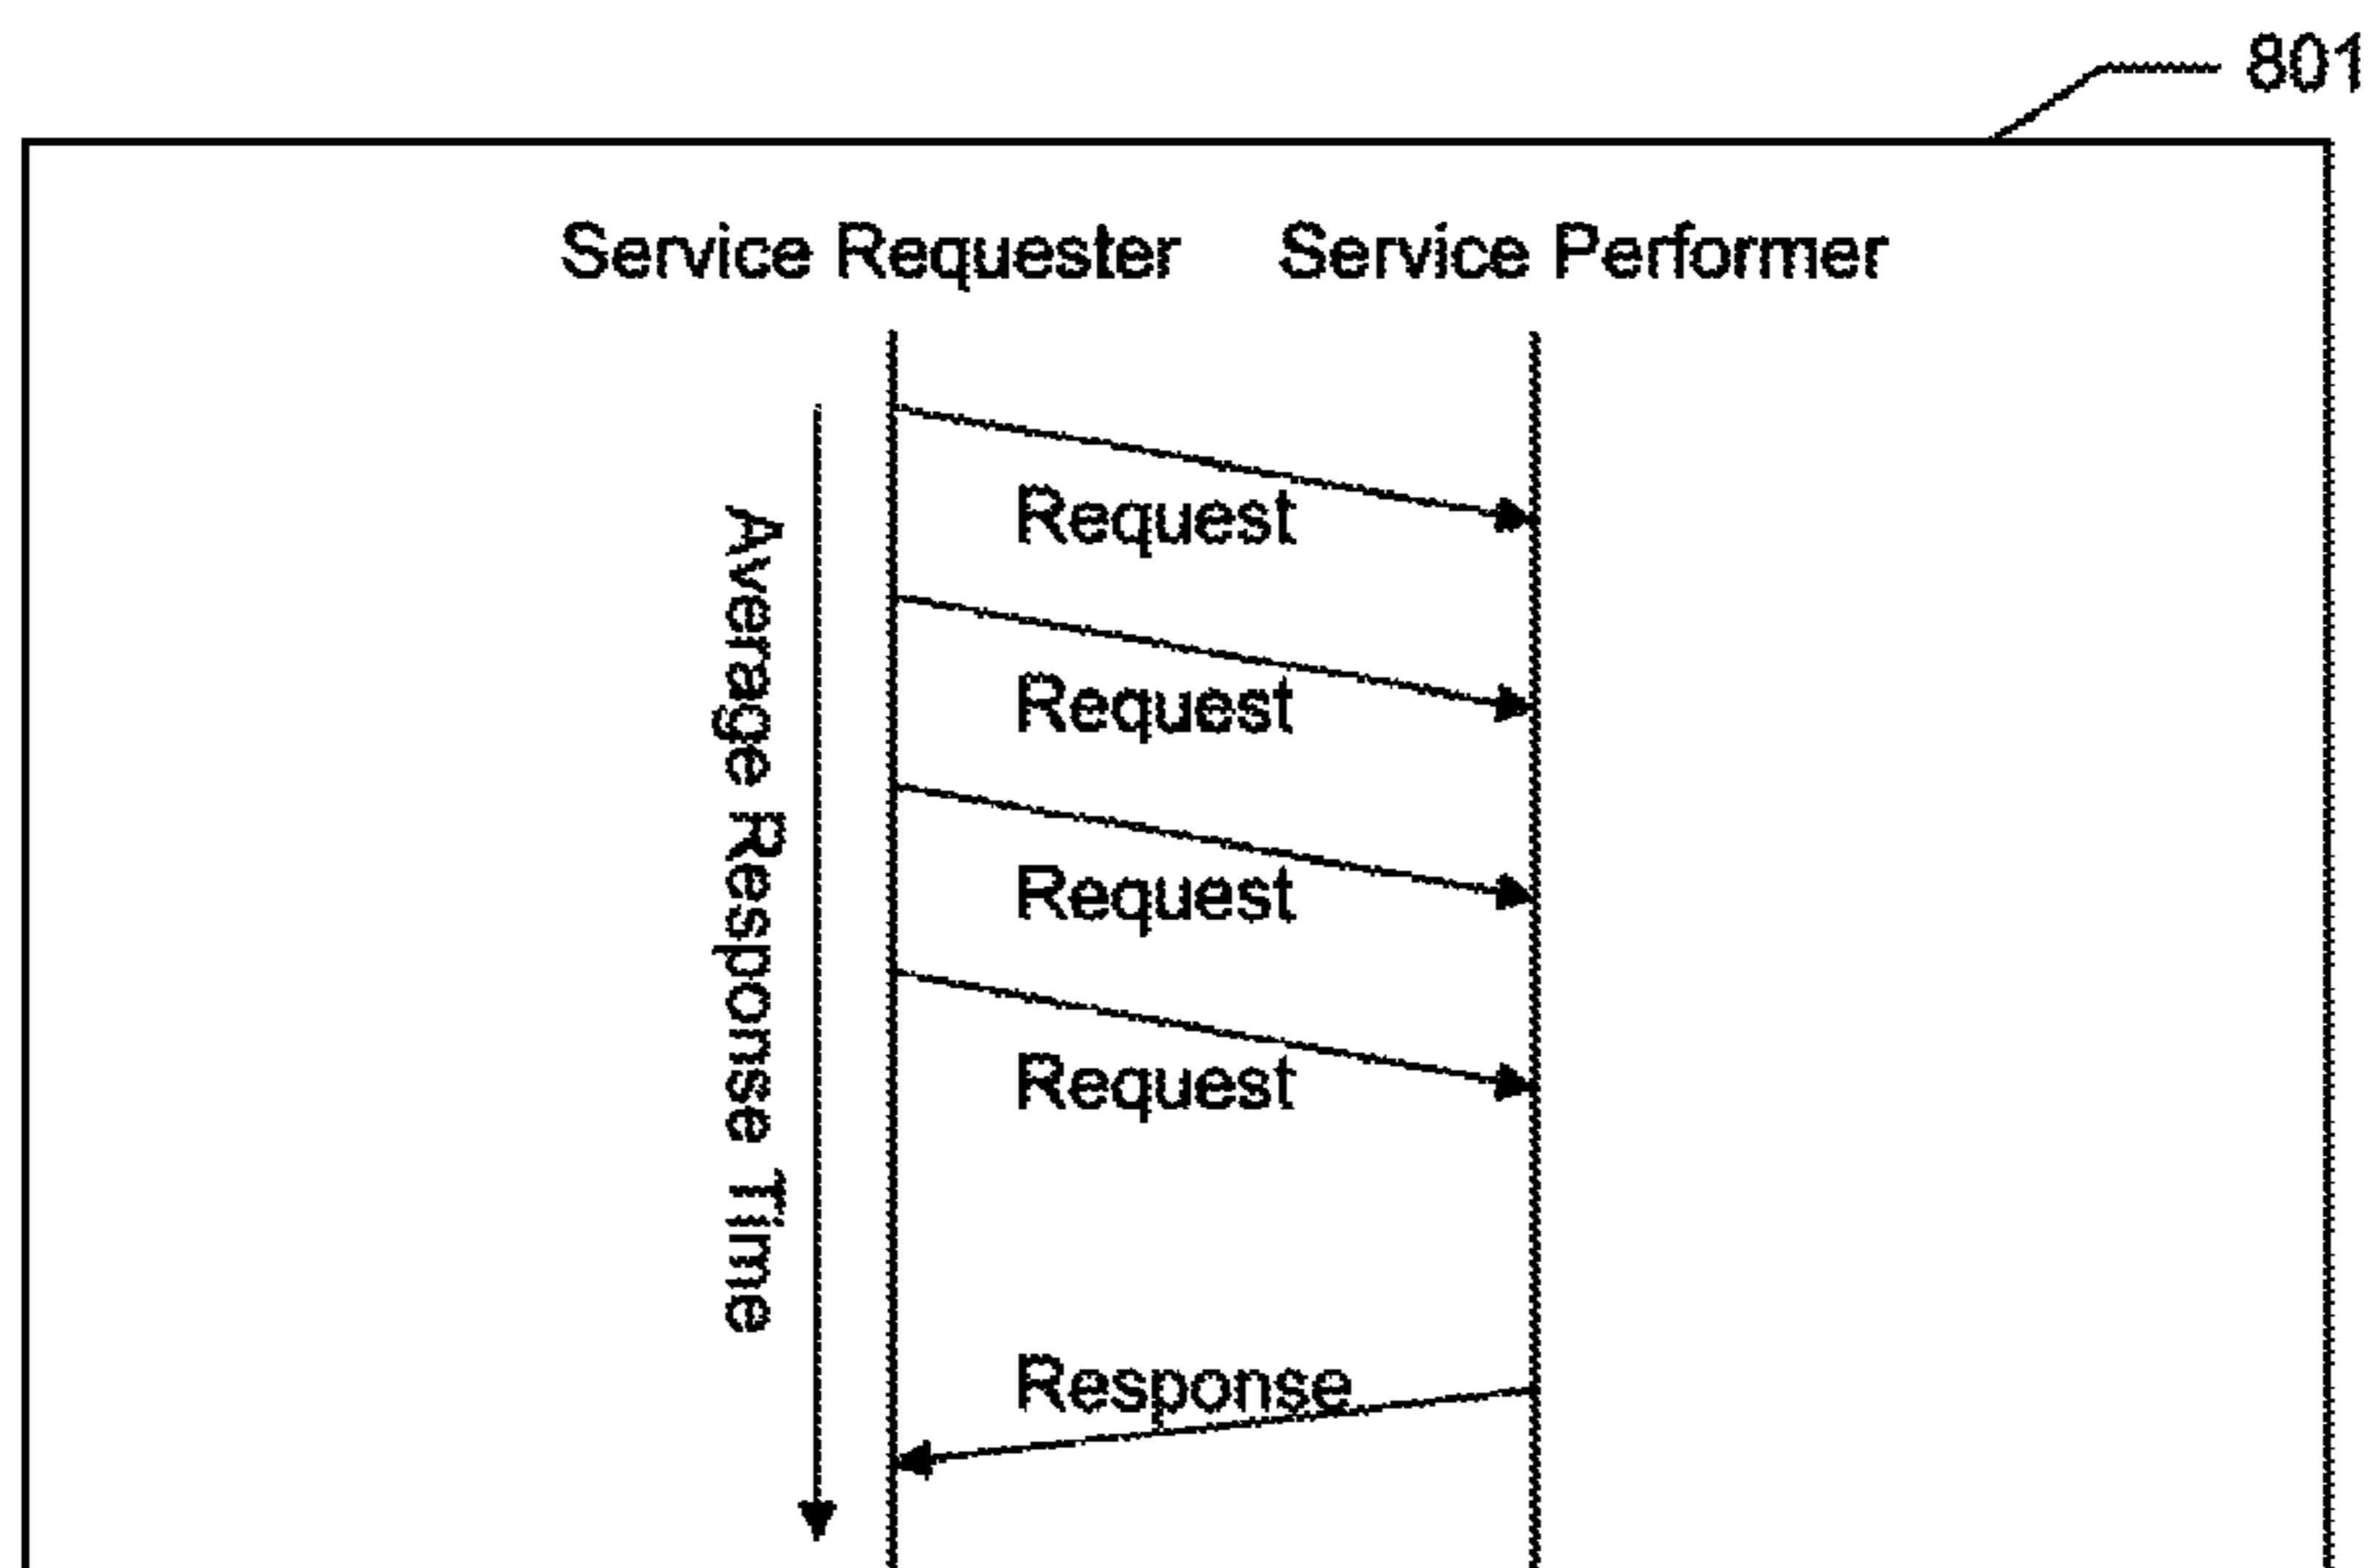 801
Service Requester
Service Performer
Average Response Time
Request
Request
Request
Request
Response